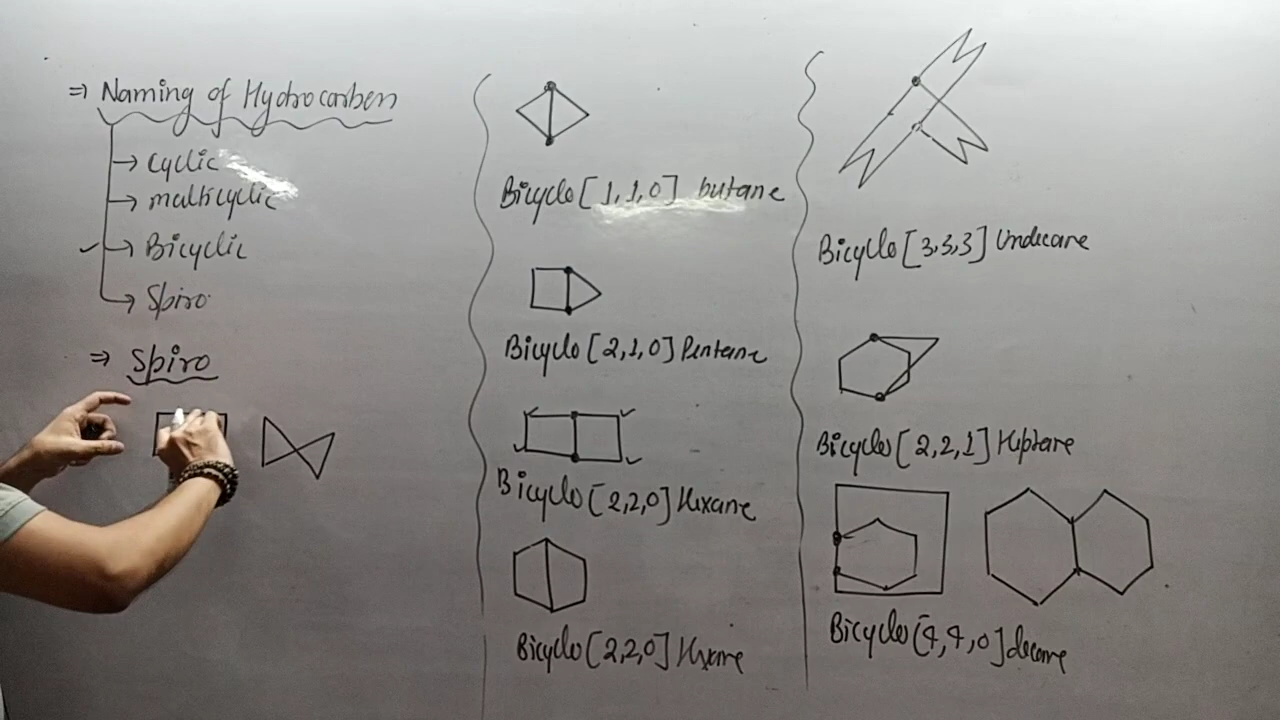 ⇒ Naming of Hydrocarben
→ Cyclic
→ multicyclic
✓→ Bicyclic
→ Spiro
⇒ Spiro
Bicyclo [1,1,0] butane
Bicyclo [2,1,0] Pentane
Bicyclo [2,2,0] Hexane
Bicyclo [2,2,0] Hexane
Bicyclo [3,3,3] Undecane
Bicyclo [2,2,1] Heptane
Bicyclo [4,4,0] decane